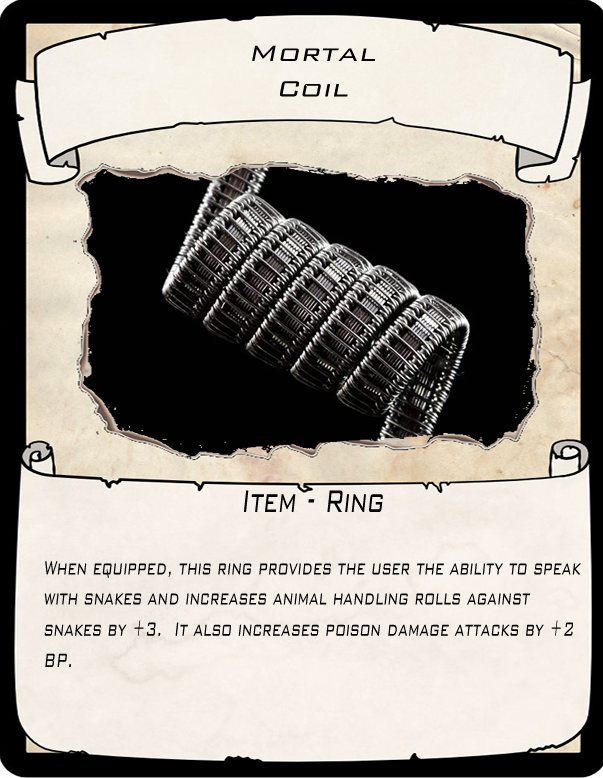 Mortal
Coil
Item - Ring
When equipped, this ring provides the user the ability to speak
with snakes and increases animal handling rolls against
snakes by +3.  It also increases poison damage attacks by +2
BP.